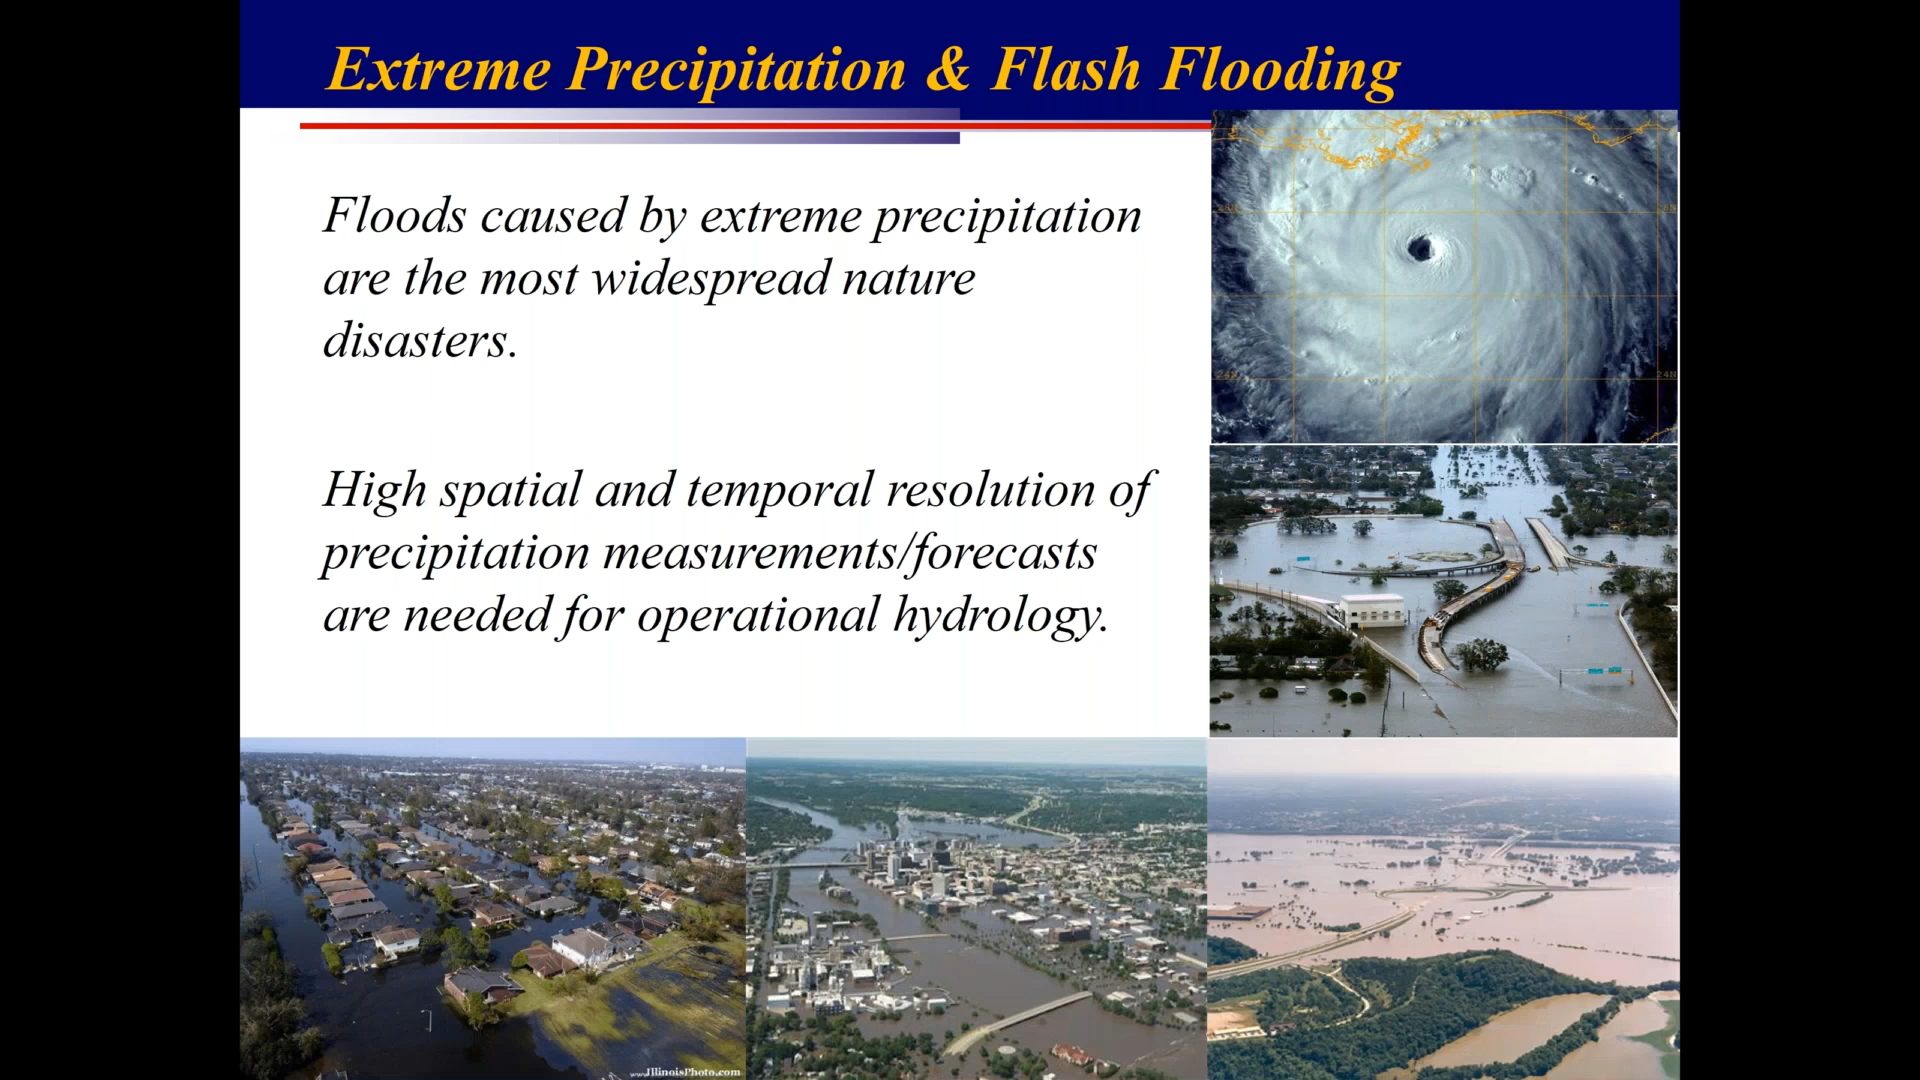 Extreme Precipitation & Flash Flooding
Floods caused by extreme precipitation
are the most widespread nature
disasters.
High spatial and temporal resolution of
precipitation measurements/forecasts
are needed for operational hydrology.
24N
www.IllinoisPhoto.com